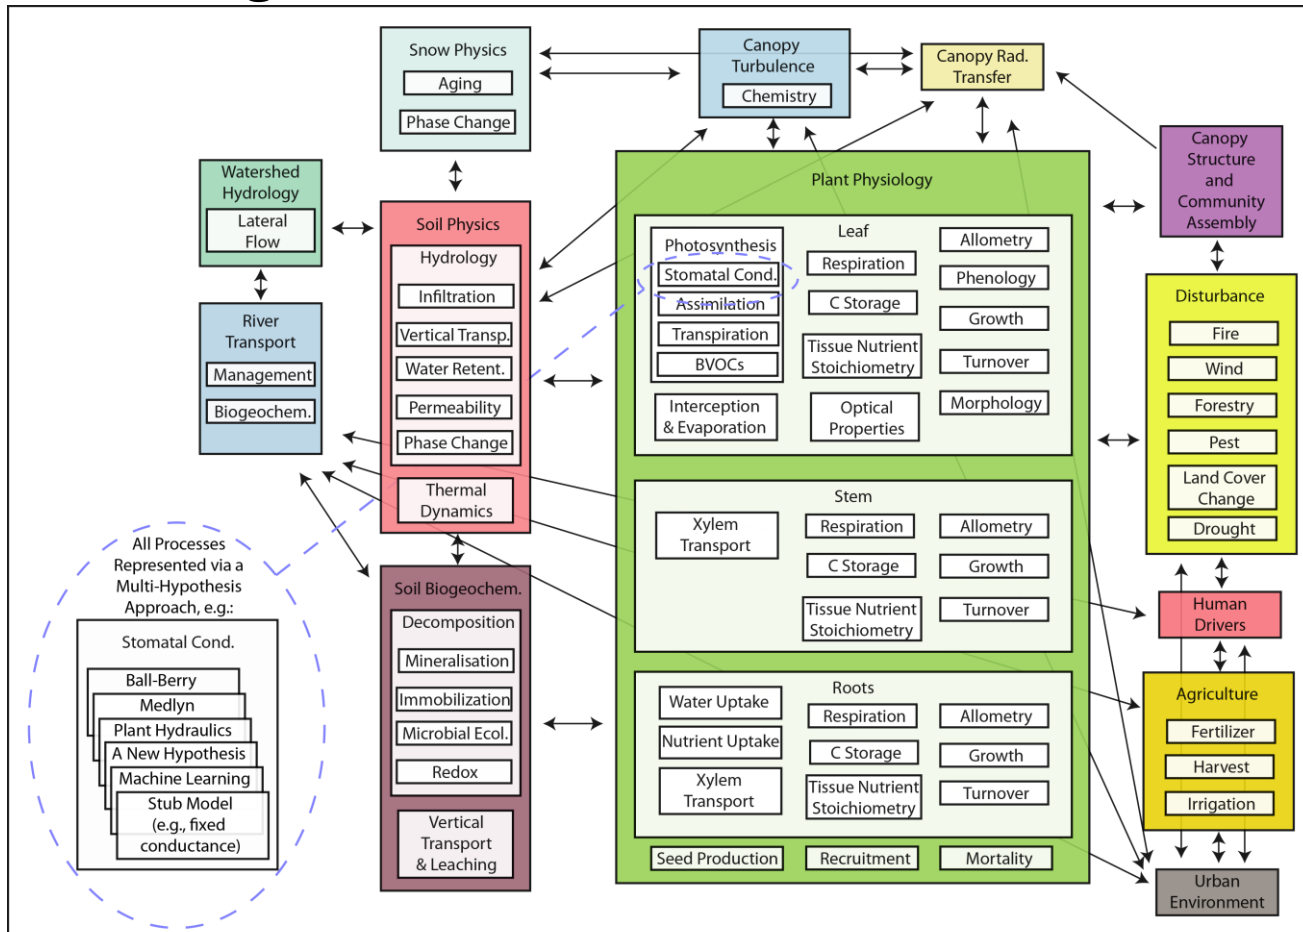 Snow Physics
Aging
Phase Change
Canopy
Turbulence
Chemistry
Canopy Rad.
Transfer
Canopy
Structure
and
Community
Assembly
Watershed
Hydrology
Lateral
Flow
River
Transport
Management
Biogeochem.
Soil Physics
Hydrology
Infiltration
Vertical Transp.
Water Retent.
Permeability
Phase Change
Thermal
Dynamics
Soil Biogeochem.
Decomposition
Mineralisation
Immobilization
Microbial Ecol.
Redox
Vertical
Transport
& Leaching
Plant Physiology
Leaf
Photosynthesis
Stomatal Cond.
Assimilation
Transpiration
BVOCs
Interception
& Evaporation
Respiration
C Storage
Tissue Nutrient
Stoichiometry
Optical
Properties
Allometry
Phenology
Growth
Turnover
Morphology
Stem
Xylem
Transport
Respiration
C Storage
Tissue Nutrient
Stoichiometry
Allometry
Growth
Turnover
Roots
Water Uptake
Nutrient Uptake
Xylem
Transport
Respiration
C Storage
Tissue Nutrient
Stoichiometry
Allometry
Growth
Turnover
Seed Production
Recruitment
Mortality
Disturbance
Fire
Wind
Forestry
Pest
Land Cover
Change
Drought
Human
Drivers
Agriculture
Fertilizer
Harvest
Irrigation
Urban
Environment
All Processes
Represented via a
Multi-Hypothesis
Approach, e.g.:
Stomatal Cond.
Ball-Berry
Medlyn
Plant Hydraulics
A New Hypothesis
Machine Learning
Stub Model
(e.g., fixed
conductance)